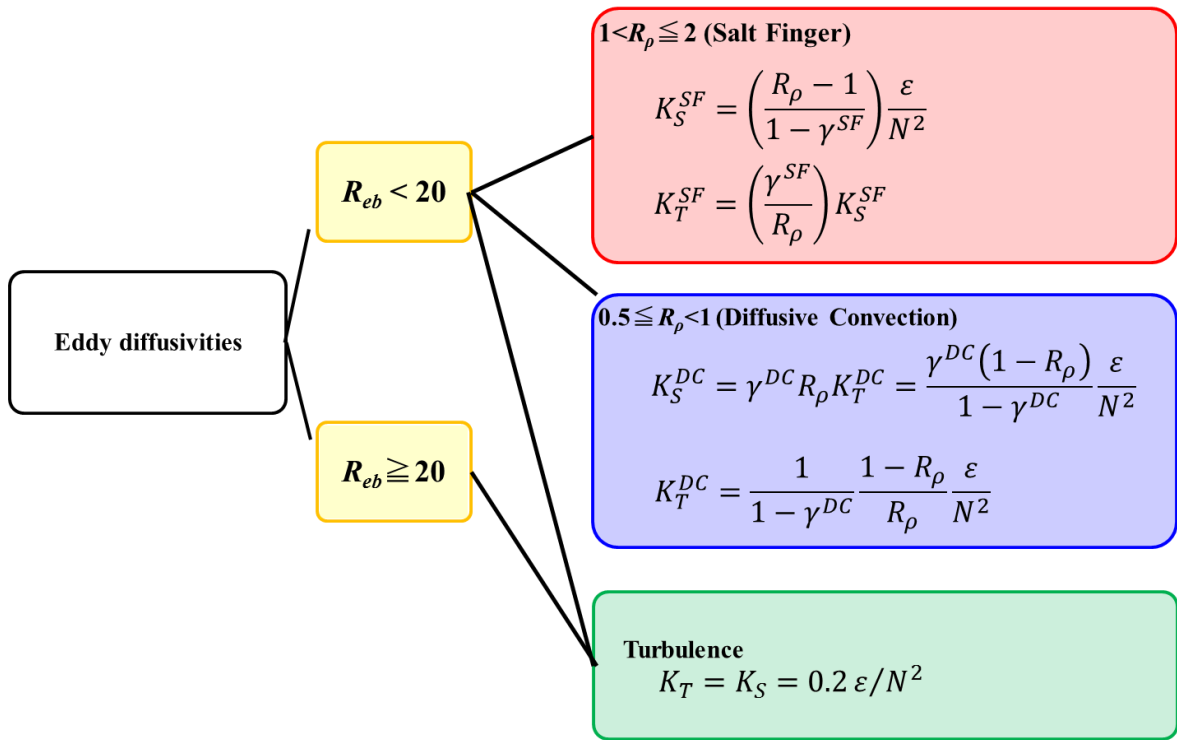 Eddy diffusivities
R_eb < 20
R_eb ≧ 20
1<R_ρ≦2 (Salt Finger)
K_S^{SF} = ((R_ρ − 1)/(1 − γ^{SF})) ε/N^2
K_T^{SF} = (γ^{SF}/R_ρ) K_S^{SF}
0.5≦R_ρ<1 (Diffusive Convection)
K_S^{DC} = γ^{DC} R_ρ K_T^{DC} = (γ^{DC}(1 − R_ρ))/(1 − γ^{DC}) ε/N^2
K_T^{DC} = 1/(1 − γ^{DC}) (1 − R_ρ)/R_ρ ε/N^2
Turbulence
K_T = K_S = 0.2 ε/N^2